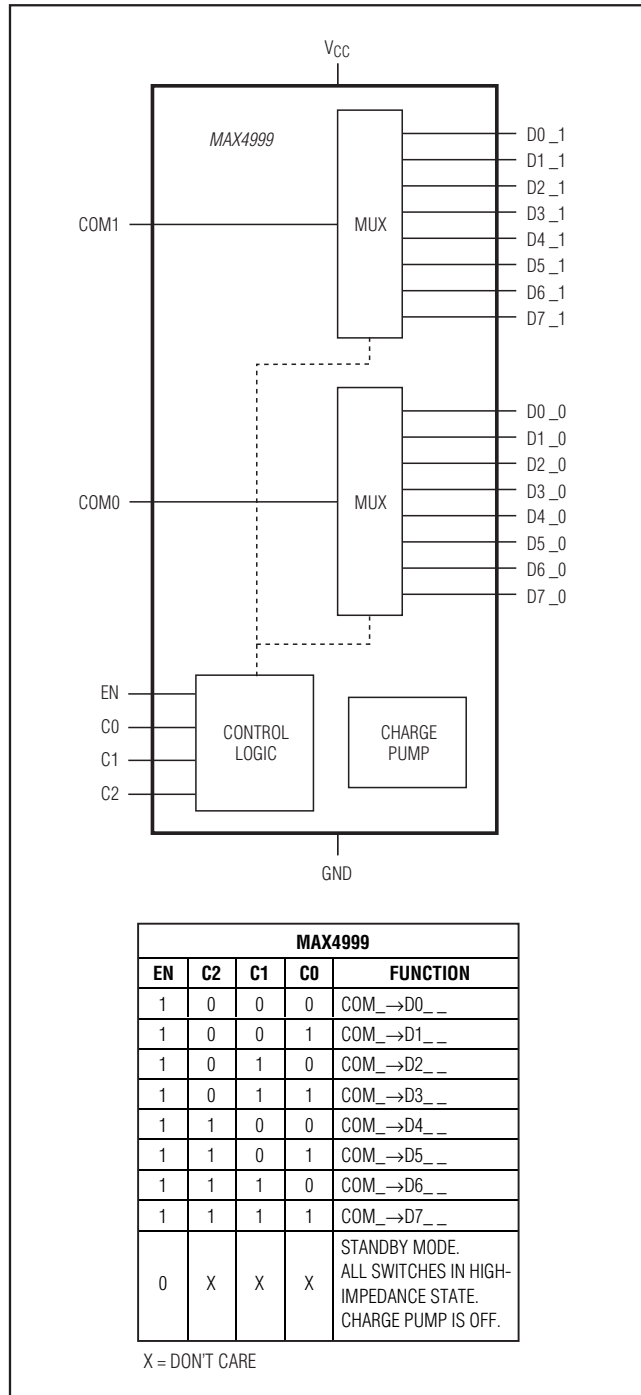 VCC
MAX4999
COM1
MUX
D0_1
D1_1
D2_1
D3_1
D4_1
D5_1
D6_1
D7_1
COM0
MUX
D0_0
D1_0
D2_0
D3_0
D4_0
D5_0
D6_0
D7_0
EN
C0
C1
C2
CONTROL
LOGIC
CHARGE
PUMP
GND
MAX4999
EN C2 C1 C0 FUNCTION
1 0 0 0 COM_→D0_ _
1 0 0 1 COM_→D1_ _
1 0 1 0 COM_→D2_ _
1 0 1 1 COM_→D3_ _
1 1 0 0 COM_→D4_ _
1 1 0 1 COM_→D5_ _
1 1 1 0 COM_→D6_ _
1 1 1 1 COM_→D7_ _
0 X X X STANDBY MODE.
ALL SWITCHES IN HIGH-
IMPEDANCE STATE.
CHARGE PUMP IS OFF.
X = DON'T CARE